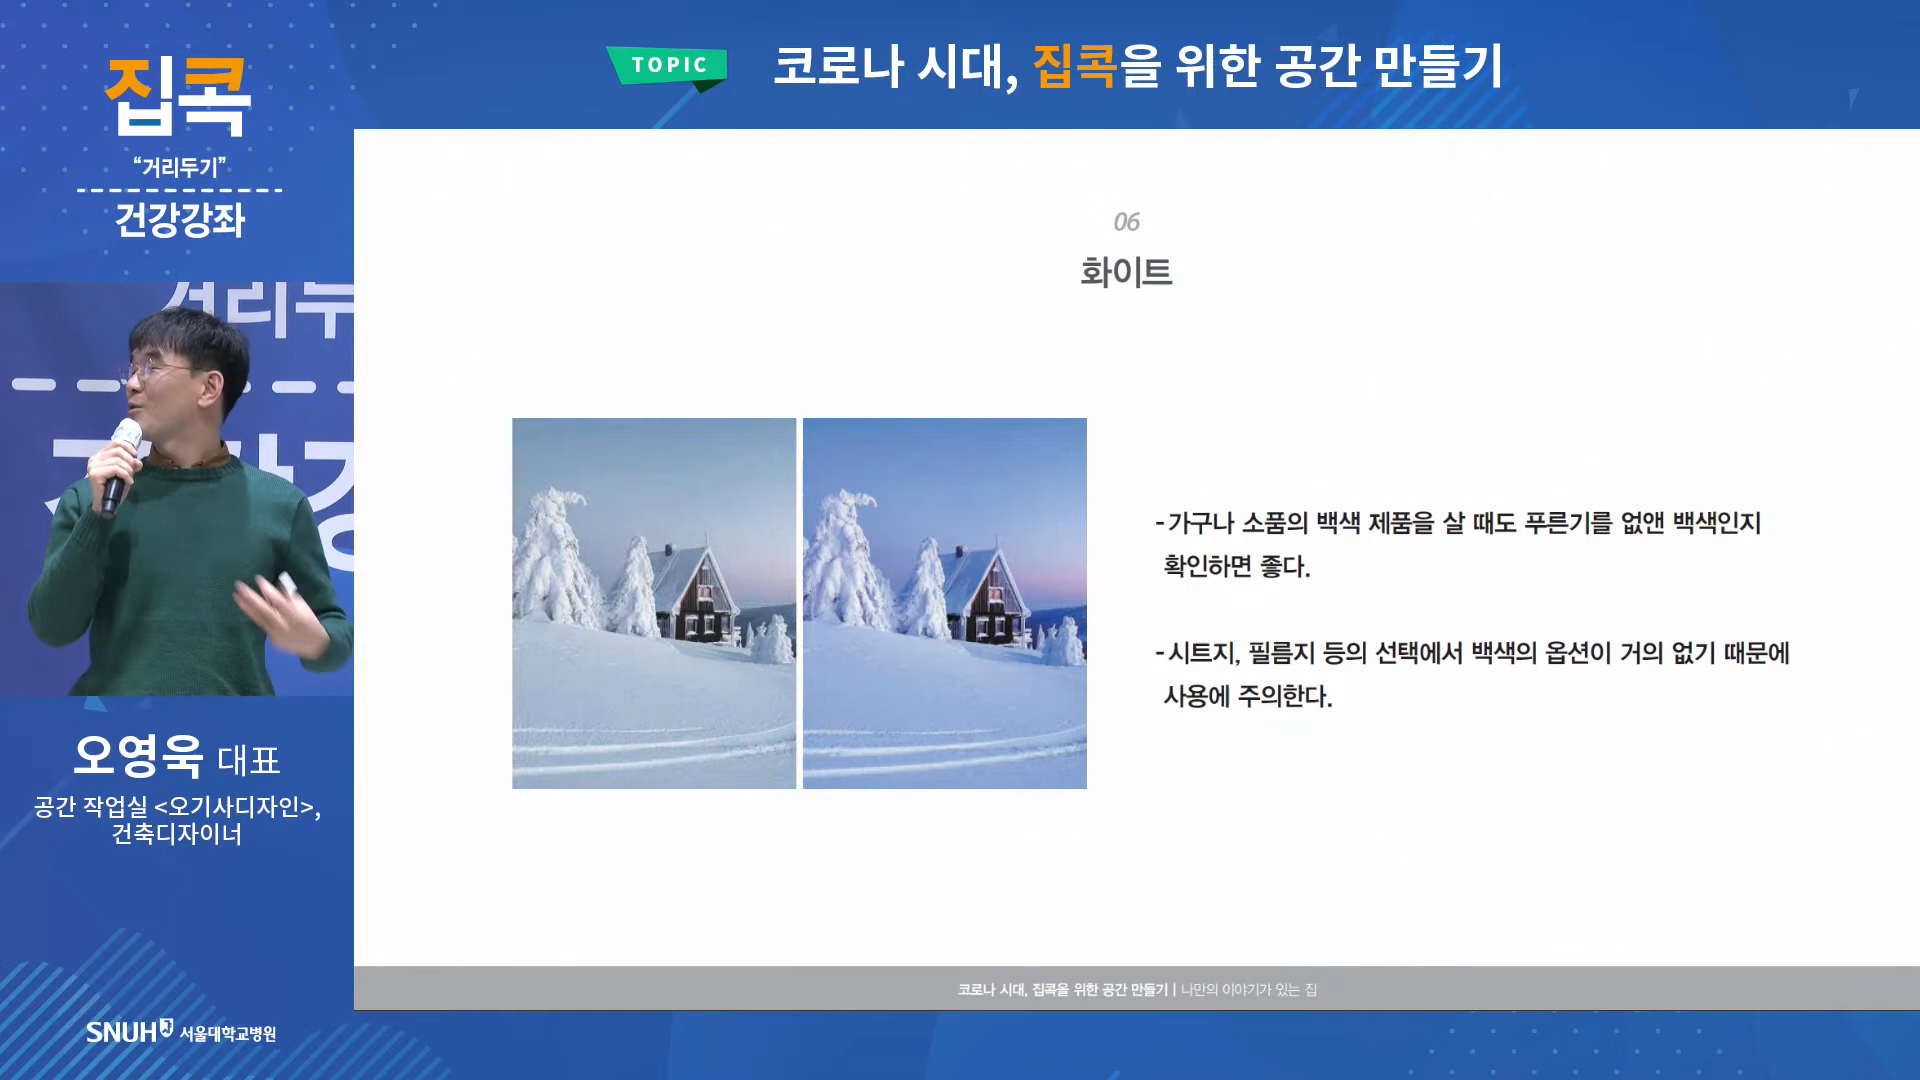 집콕
“거리두기”
건강강좌
TOPIC
코로나 시대, 집콕을 위한 공간 만들기
거리두
06
화이트
-가구나 소품의 백색 제품을 살 때도 푸른기를 없앤 백색인지
확인하면 좋다.
-시트지, 필름지 등의 선택에서 백색의 옵션이 거의 없기 때문에
사용에 주의한다.
오영욱 대표
공간 작업실 <오기사디자인>,
건축디자이너
코로나 시대, 집콕을 위한 공간 만들기 | 나만의 이야기가 있는 집
SNUH 서울대학교병원